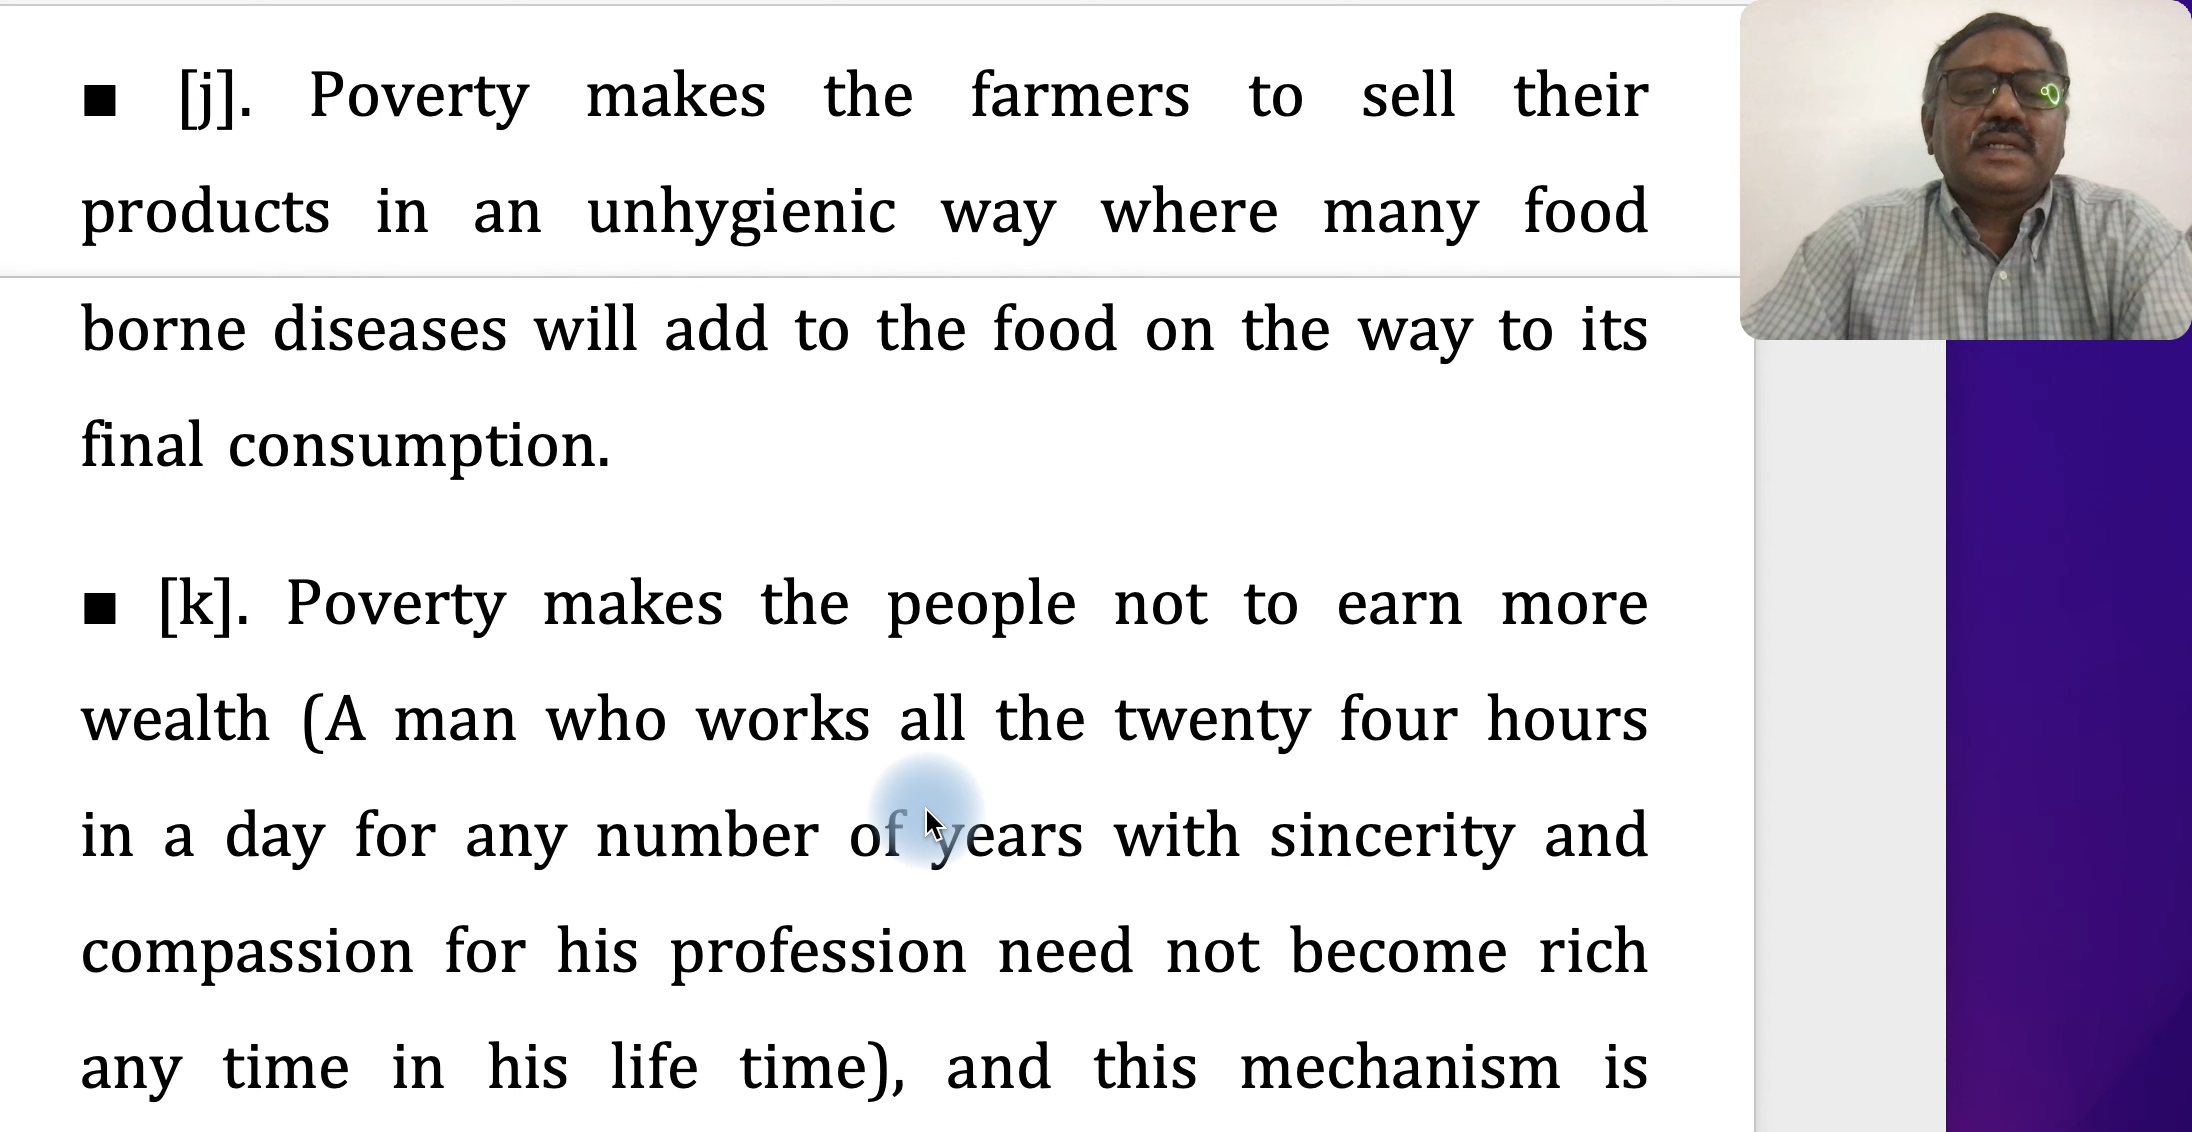 ■ [j]. Poverty makes the farmers to sell their
products in an unhygienic way where many food
borne diseases will add to the food on the way to its
final consumption.
■ [k]. Poverty makes the people not to earn more
wealth (A man who works all the twenty four hours
in a day for any number of years with sincerity and
compassion for his profession need not become rich
any time in his life time), and this mechanism is